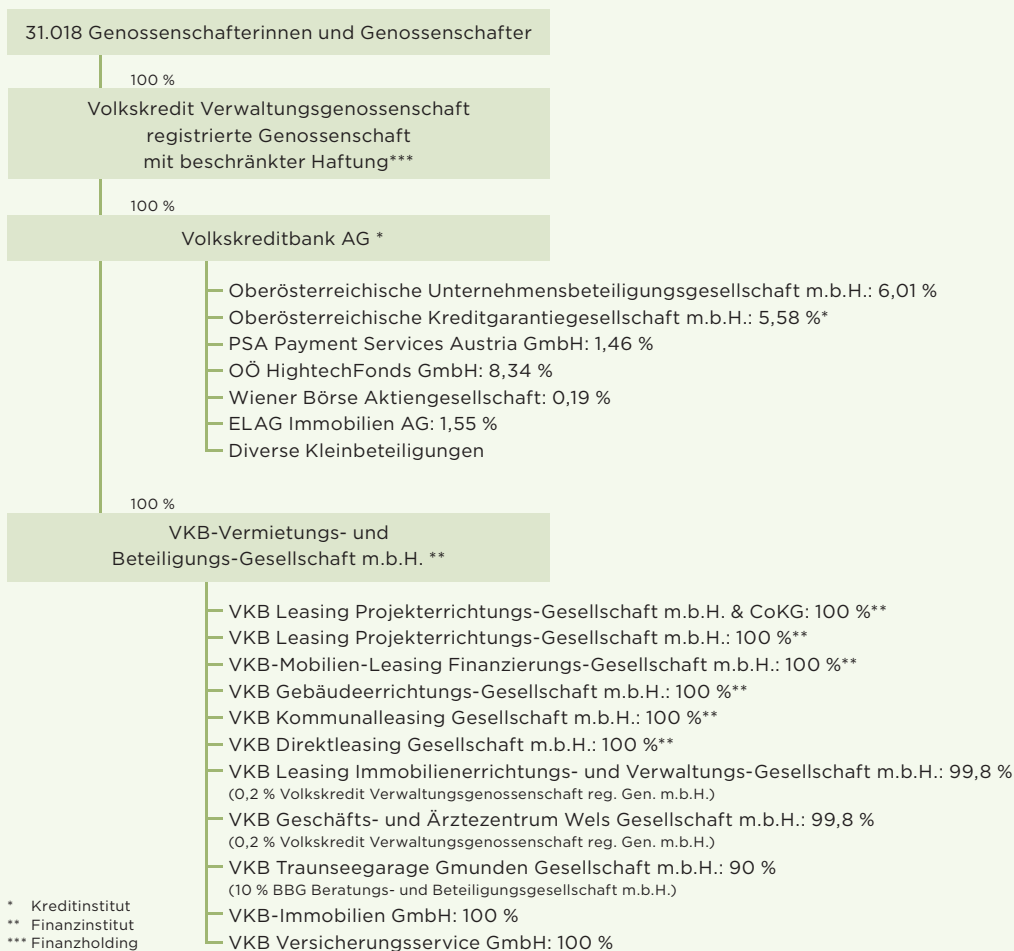 31.018 Genossenschafterinnen und Genossenschafter
100 %
Volkskredit Verwaltungsgenossenschaft
registrierte Genossenschaft
mit beschränkter Haftung***
100 %
Volkskreditbank AG *
Oberösterreichische Unternehmensbeteiligungsgesellschaft m.b.H.: 6,01 %
Oberösterreichische Kreditgarantiegesellschaft m.b.H.: 5,58 %*
PSA Payment Services Austria GmbH: 1,46 %
OÖ HightechFonds GmbH: 8,34 %
Wiener Börse Aktiengesellschaft: 0,19 %
ELAG Immobilien AG: 1,55 %
Diverse Kleinbeteiligungen
100 %
VKB-Vermietungs- und
Beteiligungs-Gesellschaft m.b.H. **
VKB Leasing Projekterrichtungs-Gesellschaft m.b.H. & CoKG: 100 %**
VKB Leasing Projekterrichtungs-Gesellschaft m.b.H.: 100 %**
VKB-Mobilien-Leasing Finanzierungs-Gesellschaft m.b.H.: 100 %**
VKB Gebäudeerrichtungs-Gesellschaft m.b.H.: 100 %**
VKB Kommunalleasing Gesellschaft m.b.H.: 100 %**
VKB Direktleasing Gesellschaft m.b.H.: 100 %**
VKB Leasing Immobilienerrichtungs- und Verwaltungs-Gesellschaft m.b.H.: 99,8 %
(0,2 % Volkskredit Verwaltungsgenossenschaft reg. Gen. m.b.H.)
VKB Geschäfts- und Ärztezentrum Wels Gesellschaft m.b.H.: 99,8 %
(0,2 % Volkskredit Verwaltungsgenossenschaft reg. Gen. m.b.H.)
VKB Traunseegarage Gmunden Gesellschaft m.b.H.: 90 %
(10 % BBG Beratungs- und Beteiligungsgesellschaft m.b.H.)
VKB-Immobilien GmbH: 100 %
VKB Versicherungsservice GmbH: 100 %
* Kreditinstitut
** Finanzinstitut
*** Finanzholding